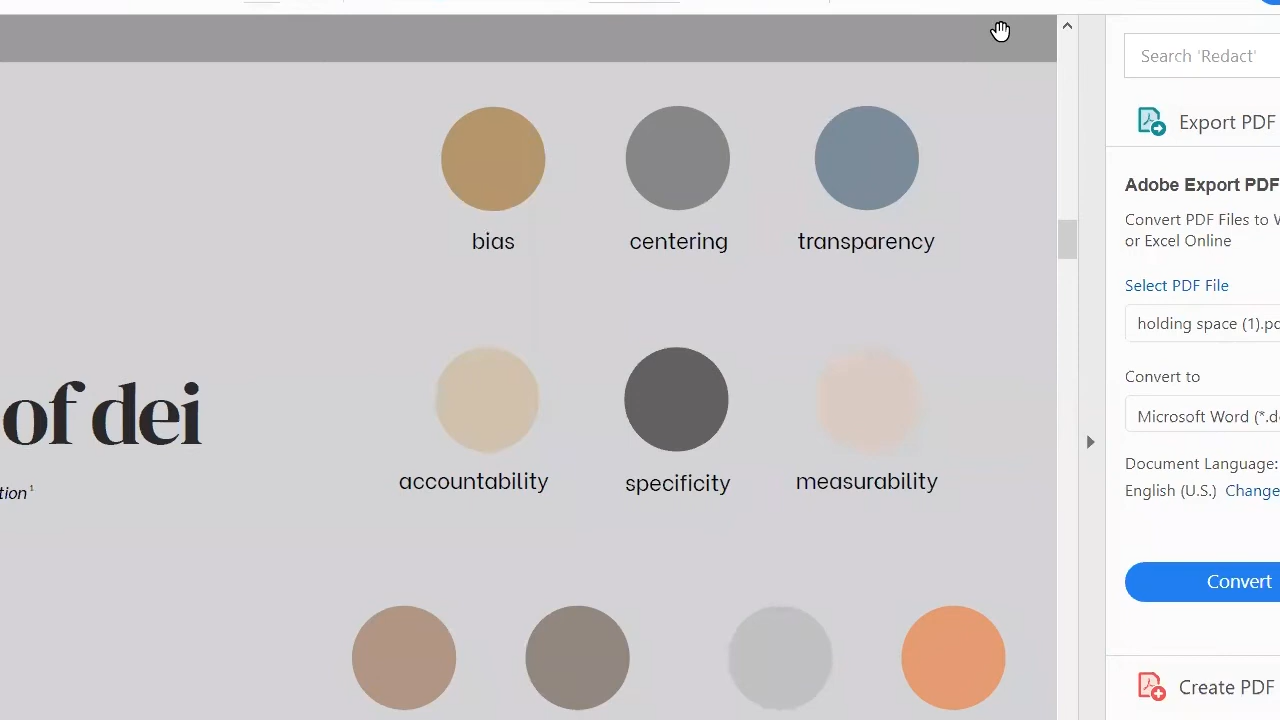 bias centering transparency
accountability specificity measurability
of dei
tion¹
Search 'Redact'
Export PDF
Adobe Export PDF
Convert PDF Files to W
or Excel Online
Select PDF File
holding space (1).pd
Convert to
Microsoft Word (*.do
Document Language:
English (U.S.) Change
Convert
Create PDF